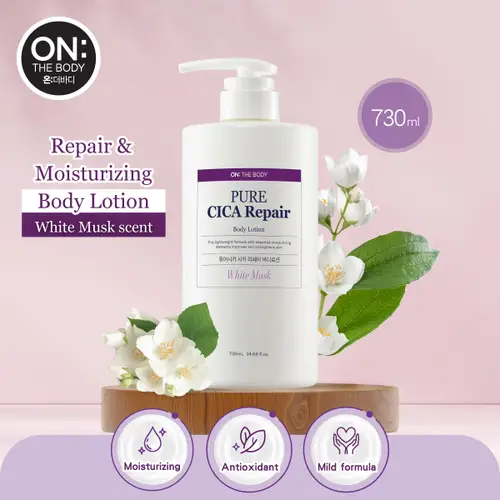 ON:
THE BODY
온:더바디
730ml
Repair &
Moisturizing
Body Lotion
White Musk scent
ON: THE BODY
PURE
CICA Repair
Body Lotion
White Musk
Moisturizing
Antioxidant
Mild formula